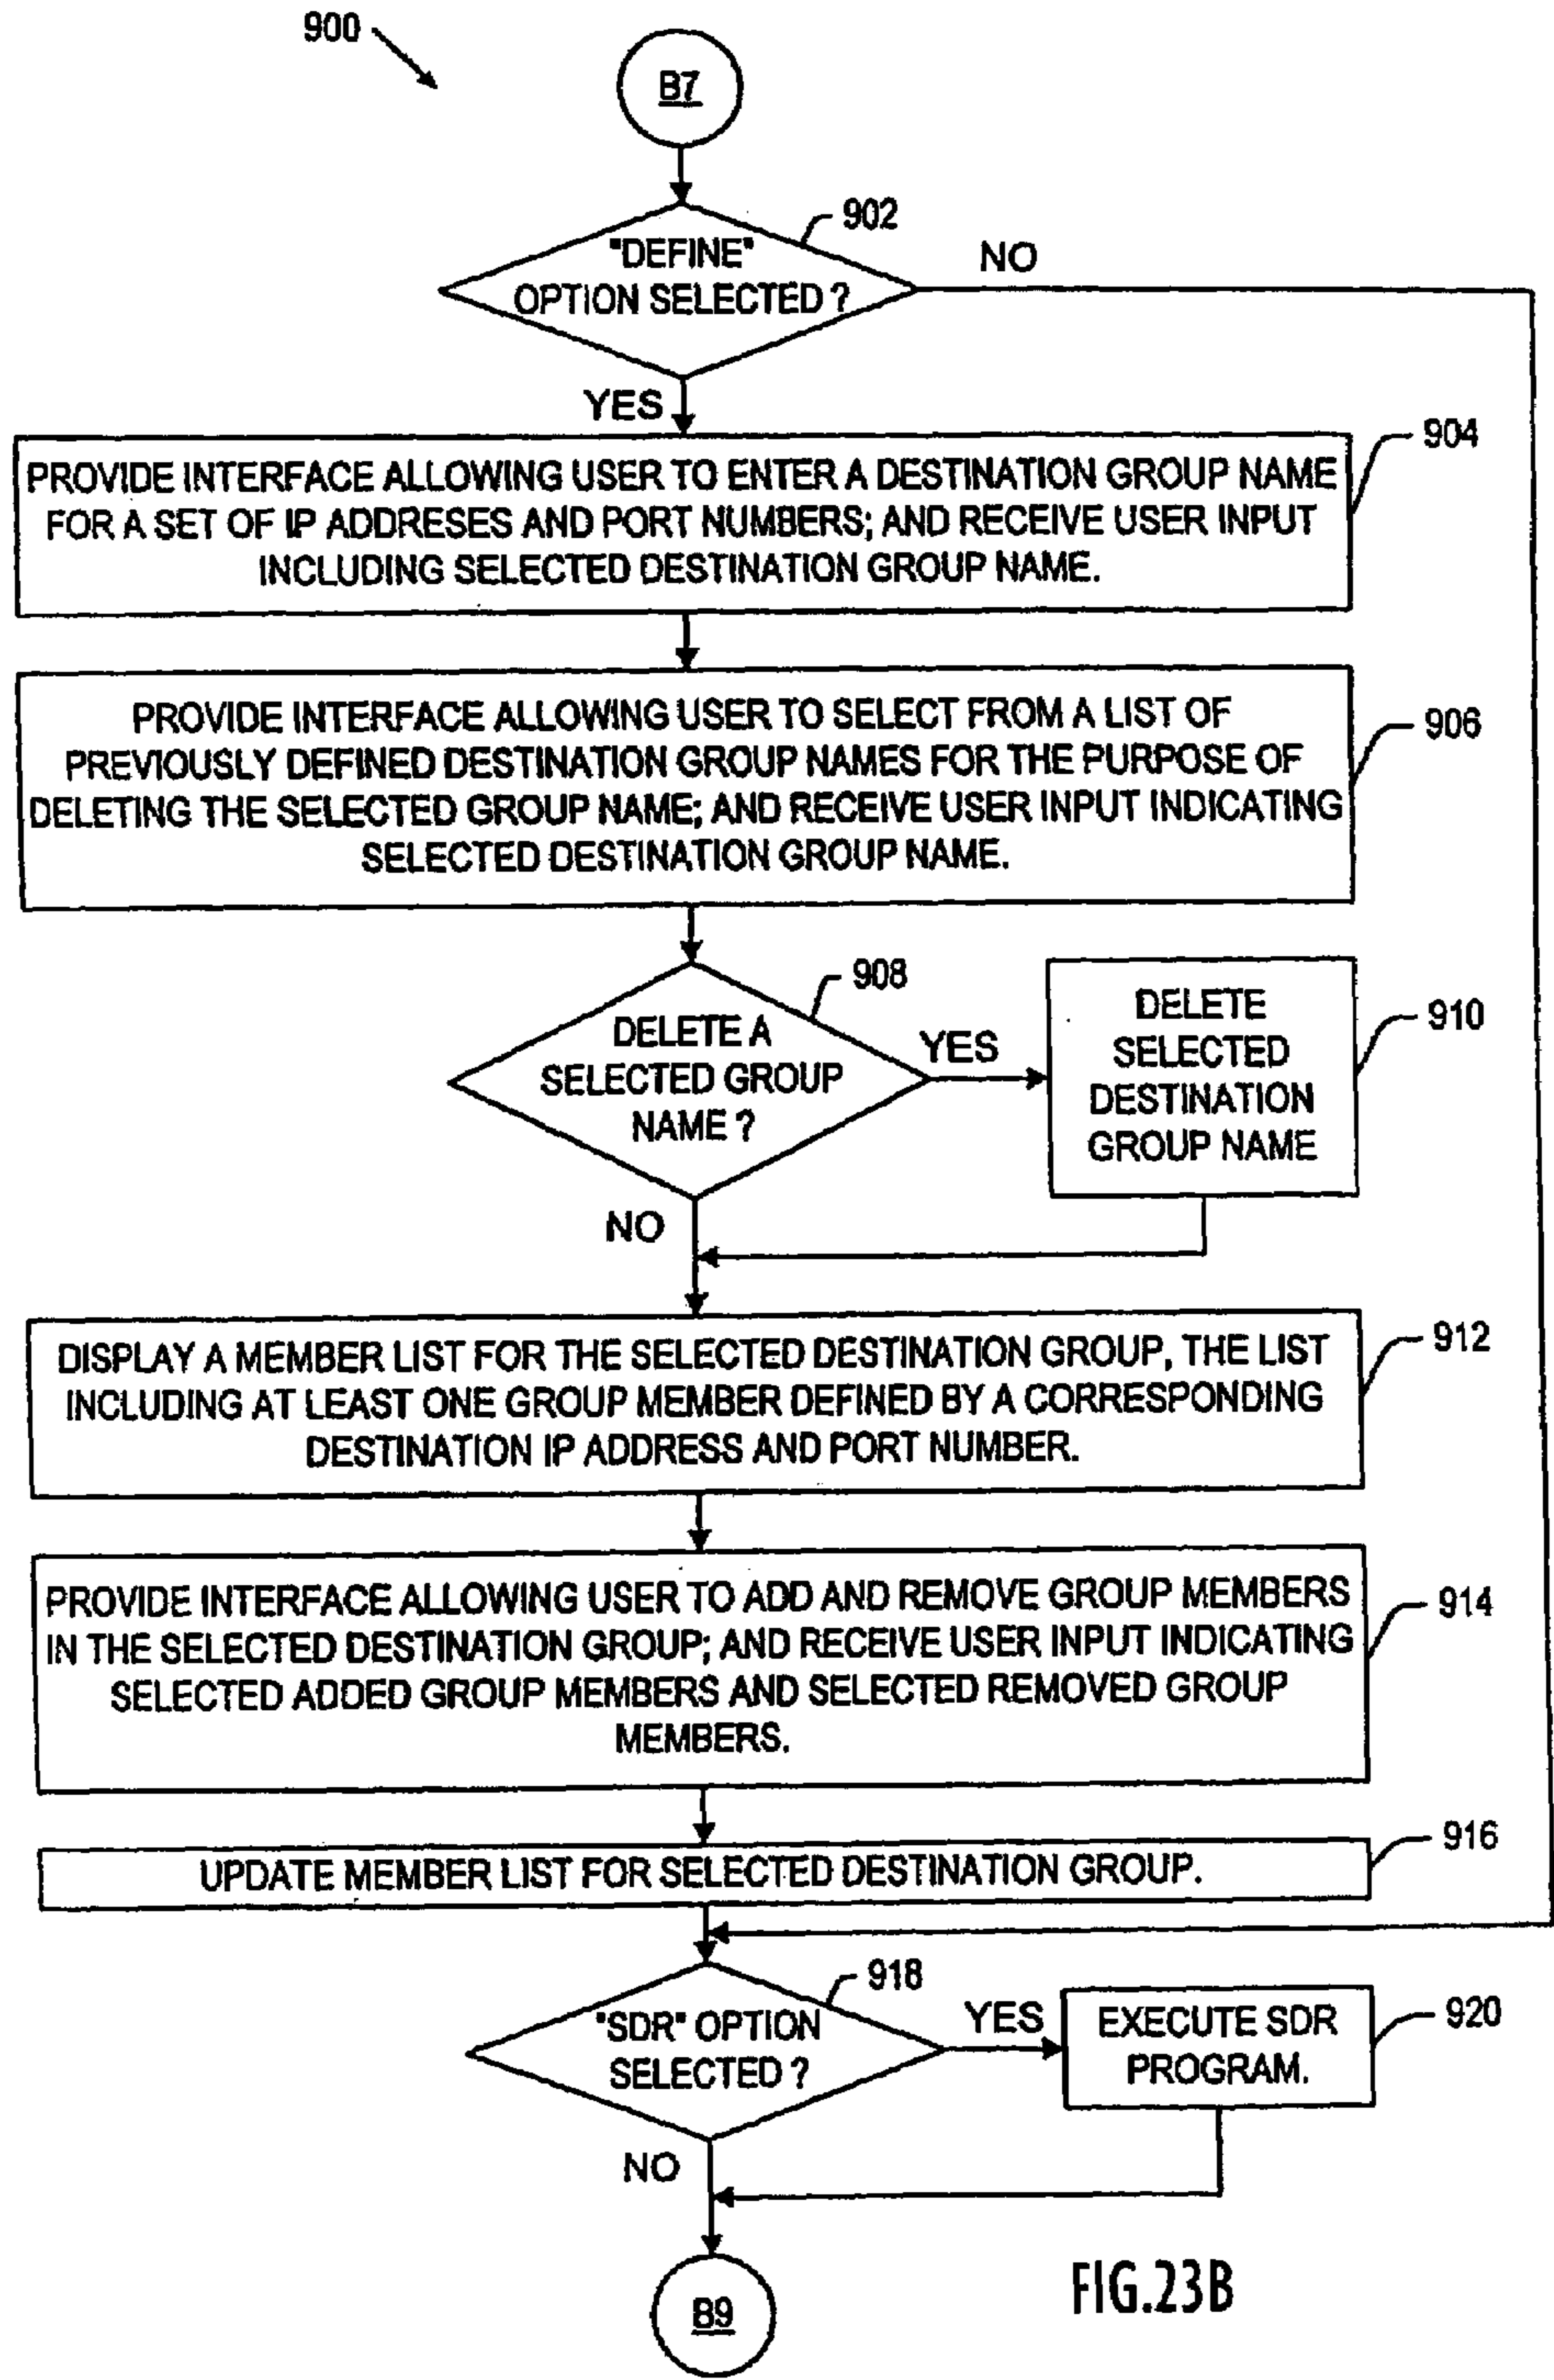 900
B7
902
"DEFINE"
OPTION SELECTED ?
NO
YES
904
PROVIDE INTERFACE ALLOWING USER TO ENTER A DESTINATION GROUP NAME
FOR A SET OF IP ADDRESES AND PORT NUMBERS; AND RECEIVE USER INPUT
INCLUDING SELECTED DESTINATION GROUP NAME.
906
PROVIDE INTERFACE ALLOWING USER TO SELECT FROM A LIST OF
PREVIOUSLY DEFINED DESTINATION GROUP NAMES FOR THE PURPOSE OF
DELETING THE SELECTED GROUP NAME; AND RECEIVE USER INPUT INDICATING
SELECTED DESTINATION GROUP NAME.
908
DELETE A
SELECTED GROUP
NAME ?
YES
910
DELETE
SELECTED
DESTINATION
GROUP NAME
NO
912
DISPLAY A MEMBER LIST FOR THE SELECTED DESTINATION GROUP, THE LIST
INCLUDING AT LEAST ONE GROUP MEMBER DEFINED BY A CORRESPONDING
DESTINATION IP ADDRESS AND PORT NUMBER.
914
PROVIDE INTERFACE ALLOWING USER TO ADD AND REMOVE GROUP MEMBERS
IN THE SELECTED DESTINATION GROUP; AND RECEIVE USER INPUT INDICATING
SELECTED ADDED GROUP MEMBERS AND SELECTED REMOVED GROUP
MEMBERS.
916
UPDATE MEMBER LIST FOR SELECTED DESTINATION GROUP.
918
"SDR" OPTION
SELECTED ?
YES
920
EXECUTE SDR
PROGRAM.
NO
B9
FIG.23B